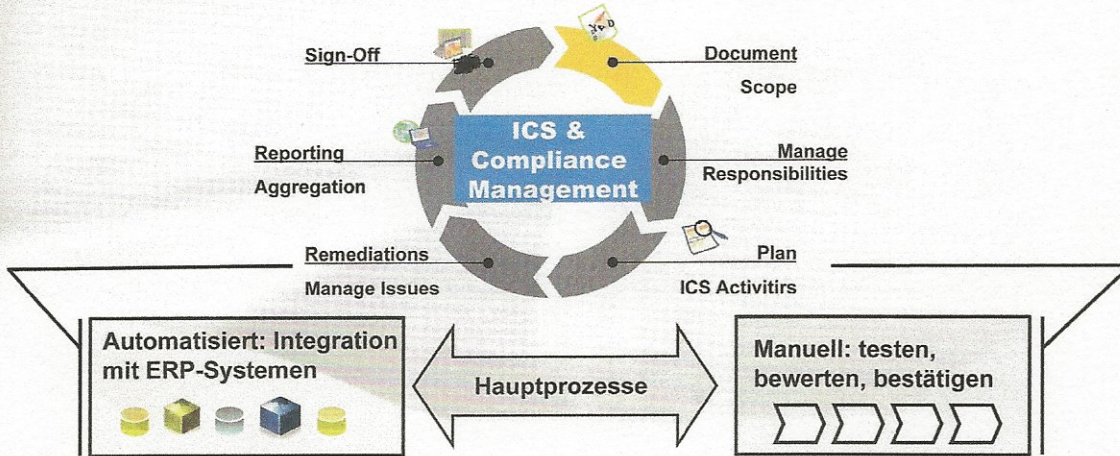 Sign-Off
Document
Scope
ICS &
Compliance
Management
Reporting
Aggregation
Manage
Responsibilities
Remediations
Manage Issues
Plan
ICS Activitirs
Automatisiert: Integration
mit ERP-Systemen
Hauptprozesse
Manuell: testen,
bewerten, bestätigen